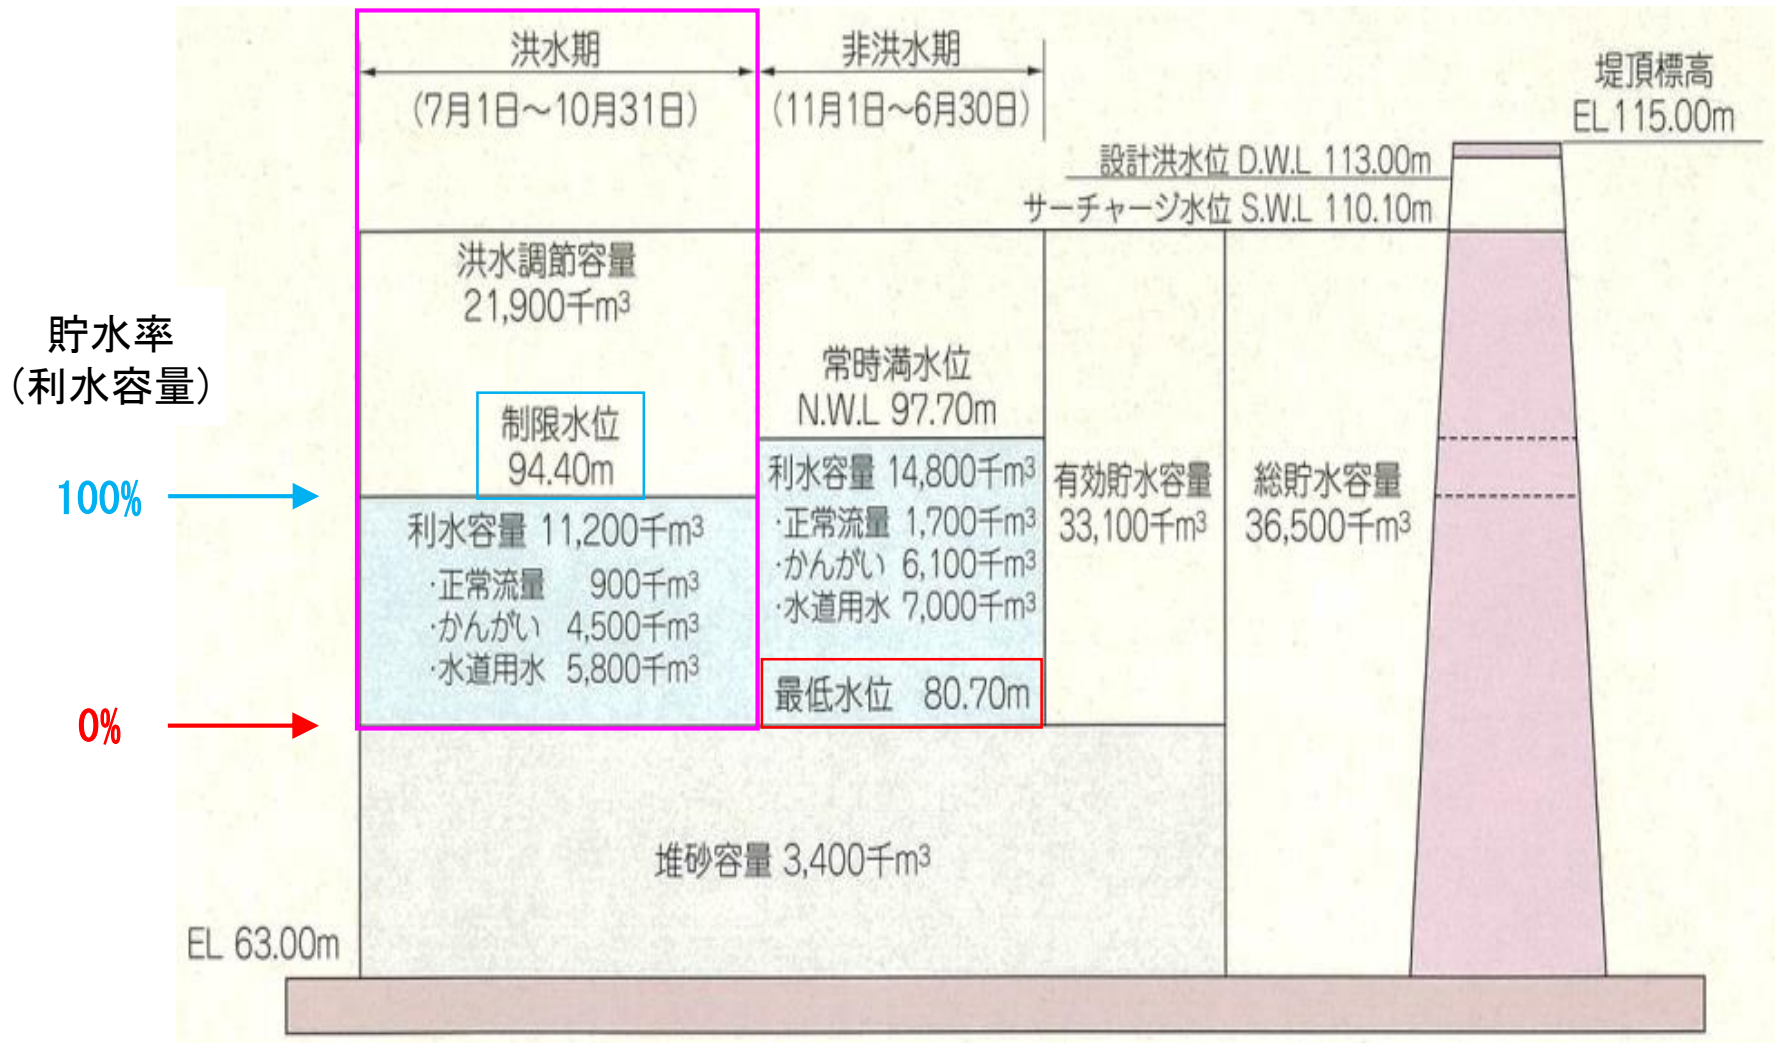 洪水期
(7月1日～10月31日)
非洪水期
(11月1日～6月30日)
堤頂標高
EL115.00m
設計洪水位 D.W.L 113.00m
サーチャージ水位 S.W.L 110.10m
洪水調節容量
21,900千m³
貯水率
(利水容量)
制限水位
94.40m
常時満水位
N.W.L 97.70m
100%
利水容量 11,200千m³
·正常流量 900千m³
·かんがい 4,500千m³
·水道用水 5,800千m³
利水容量 14,800千m³
·正常流量 1,700千m³
·かんがい 6,100千m³
·水道用水 7,000千m³
最低水位 80.70m
有効貯水容量
33,100千m³
総貯水容量
36,500千m³
0%
堆砂容量 3,400千m³
EL 63.00m